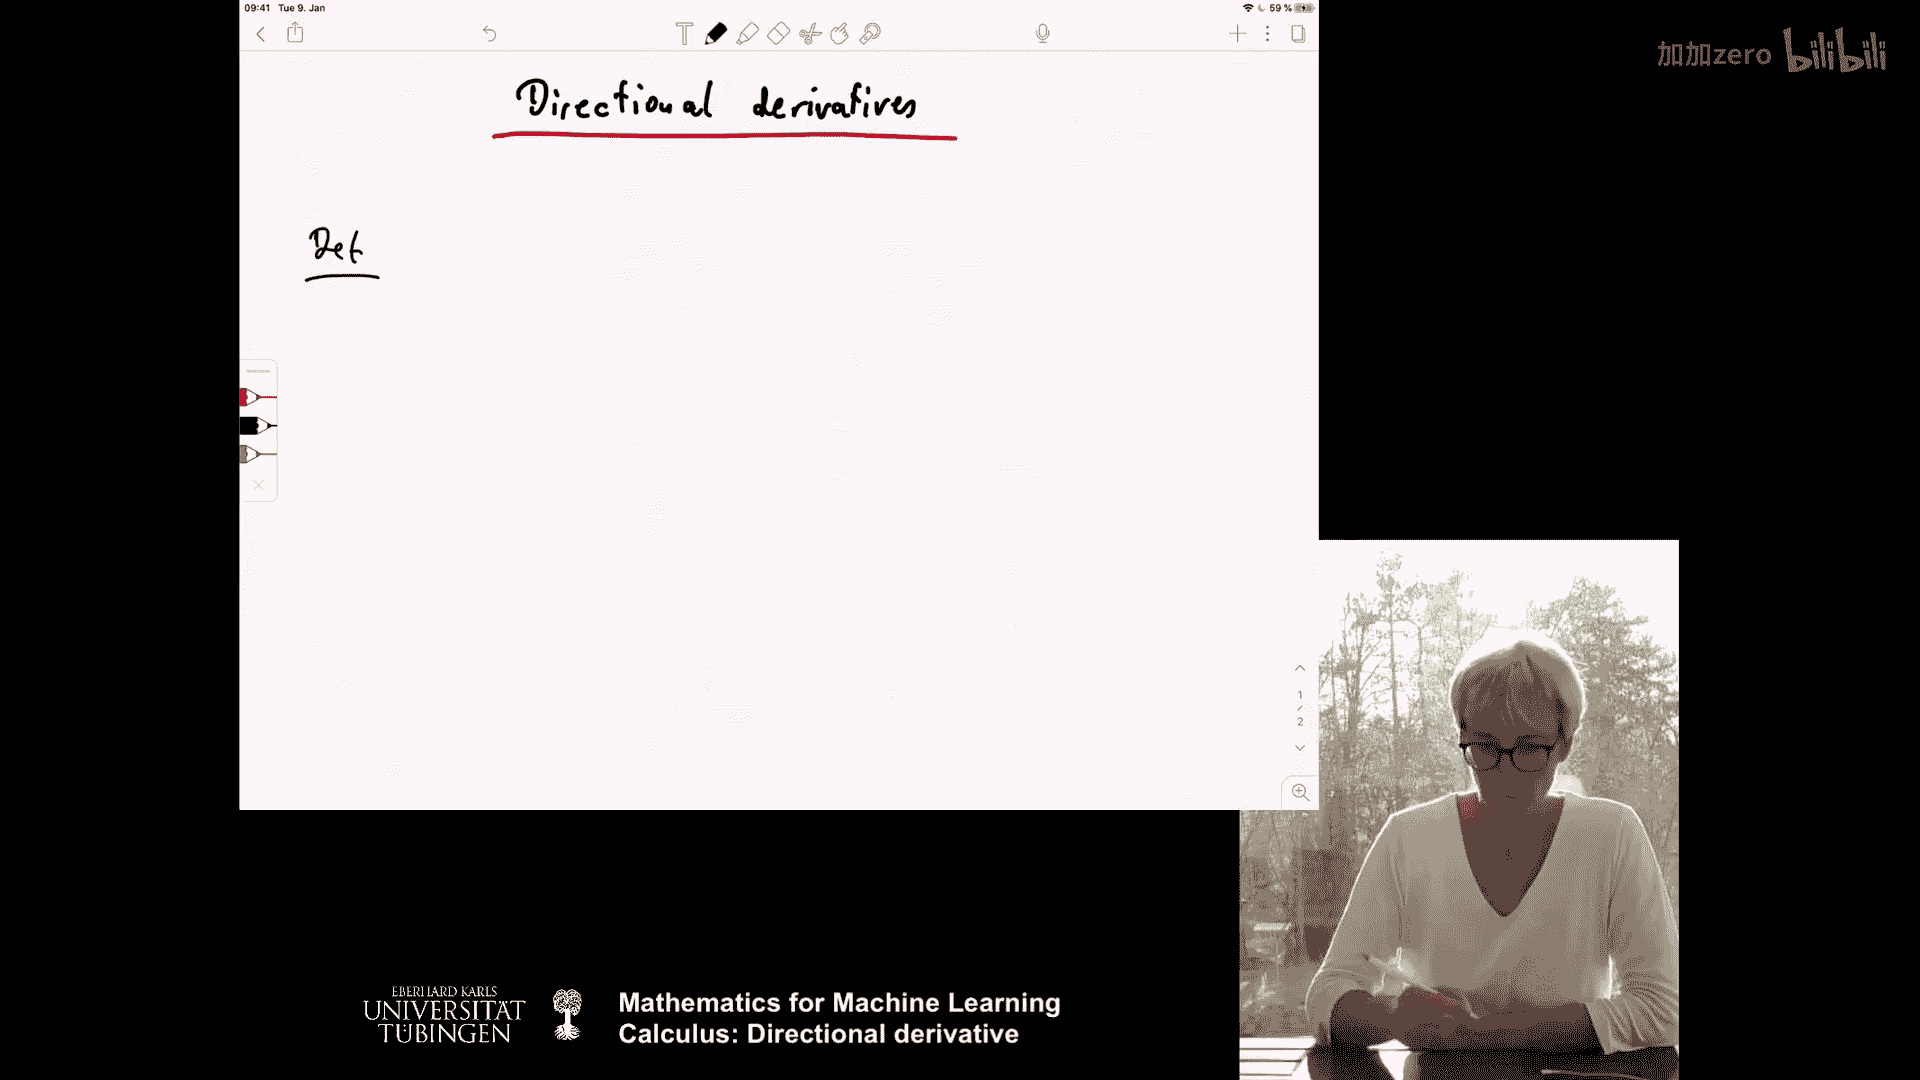 09:41 Tue 9. Jan
59 %
加加zero bilibili
T
Directional derivatives
Def
1
2
EBERHARD KARLS
UNIVERSITÄT
TÜBINGEN
Mathematics for Machine Learning
Calculus: Directional derivative